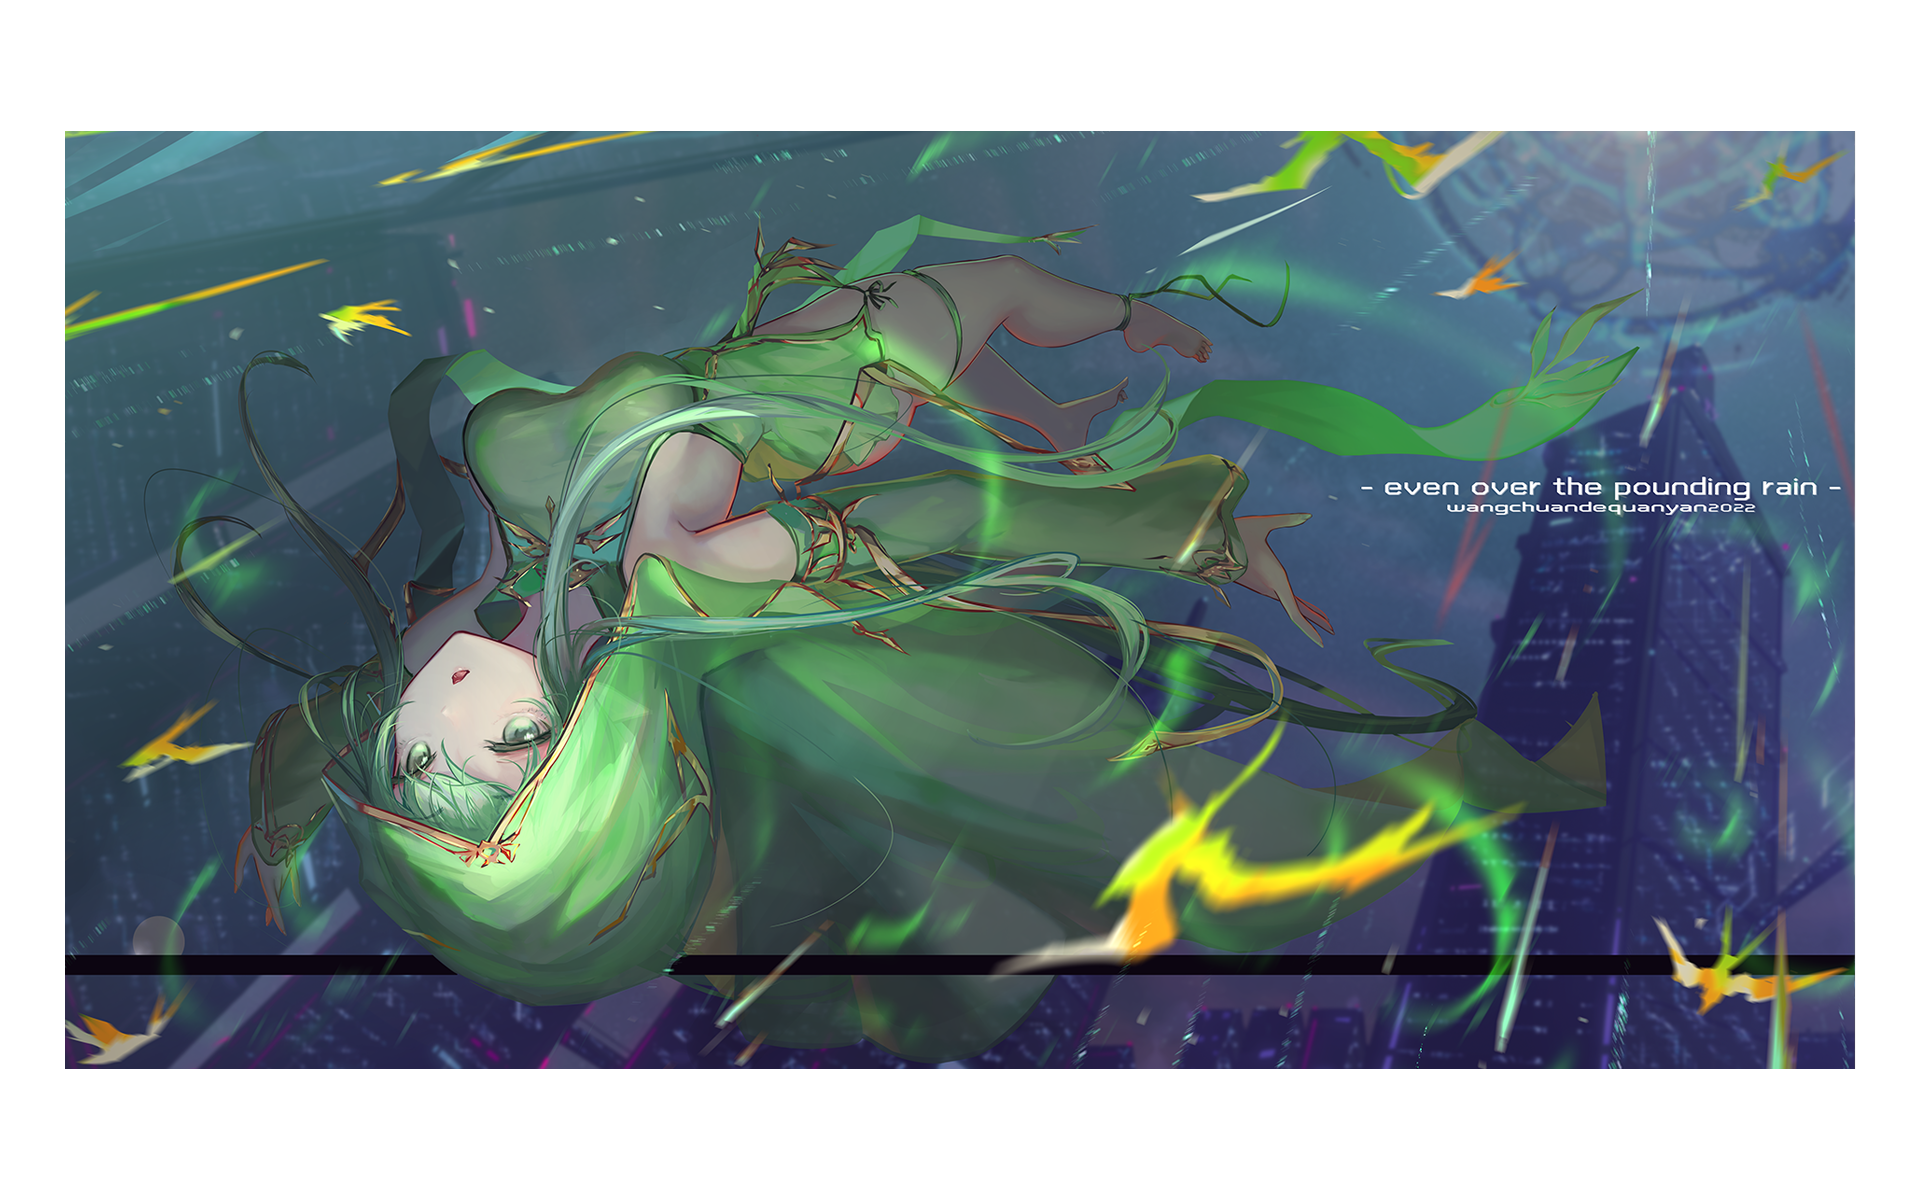 - even over the pounding rain -
wangchuandequanyan2022